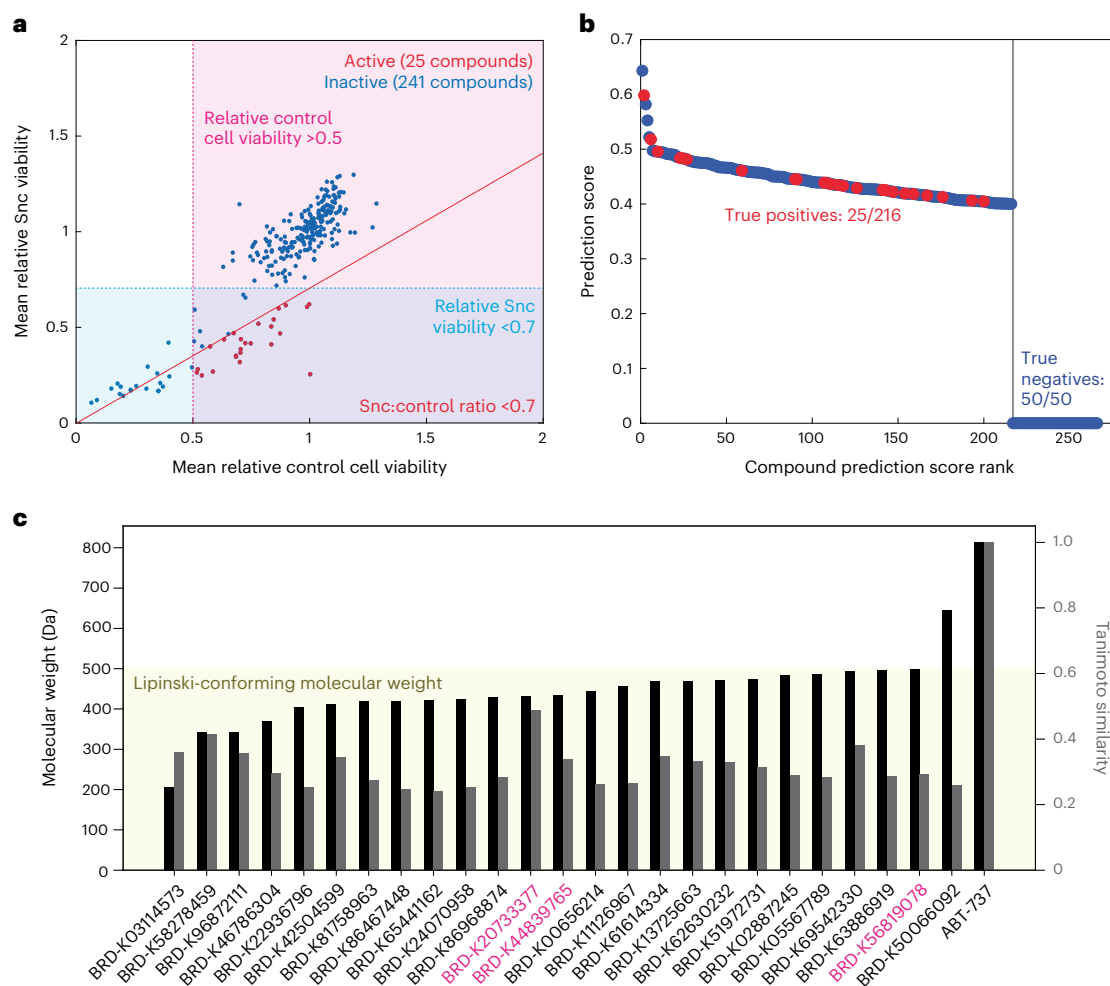 a
2
1.5
1
0.5
0
0
0.5
1
1.5
2
Mean relative Snc viability
Mean relative control cell viability
Active (25 compounds)
Inactive (241 compounds)
Relative control
cell viability >0.5
Relative Snc
viability <0.7
Snc:control ratio <0.7
b
0.7
0.6
0.5
0.4
0.3
0.2
0.1
0
0
50
100
150
200
250
Prediction score
Compound prediction score rank
True positives: 25/216
True
negatives:
50/50
c
800
700
600
500
400
300
200
100
0
Molecular weight (Da)
Lipinski-conforming molecular weight
1.0
0.8
0.6
0.4
0.2
0
Tanimoto similarity
BRD-K03114573
BRD-K58278459
BRD-K96872111
BRD-K46786304
BRD-K22936796
BRD-K42504599
BRD-K81758963
BRD-K86467448
BRD-K65441162
BRD-K24070958
BRD-K86968874
BRD-K20733377
BRD-K44839765
BRD-K00656214
BRD-K11126967
BRD-K61614334
BRD-K13725663
BRD-K62630232
BRD-K51972731
BRD-K02887245
BRD-K05567789
BRD-K69542330
BRD-K63886919
BRD-K56819078
BRD-K50066092
ABT-737